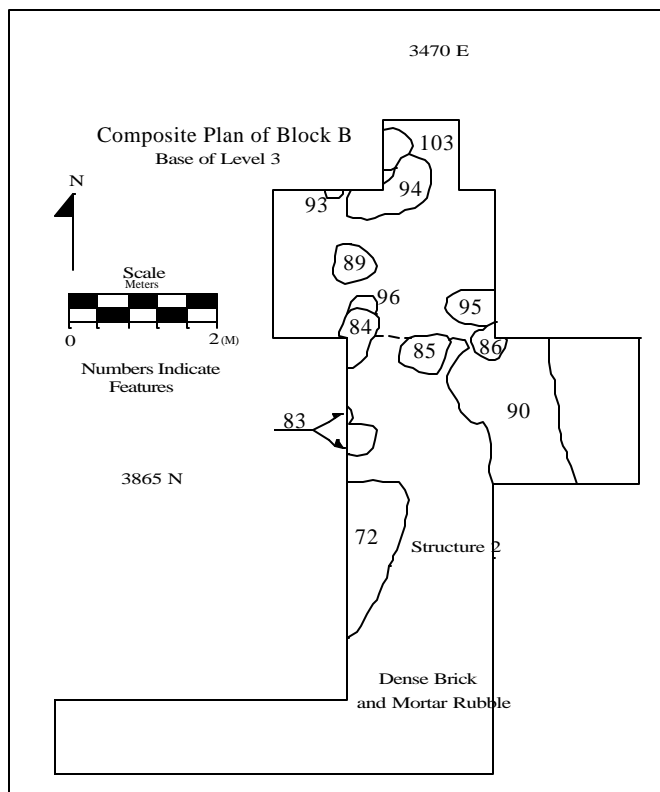 3470 E
Composite Plan of Block B
Base of Level 3
103
N
94
93
89
Scale
Meters
96
95
84
0
2 (M)
85
86
Numbers Indicate
Features
90
83
3865 N
72
Structure 2
Dense Brick
and Mortar Rubble